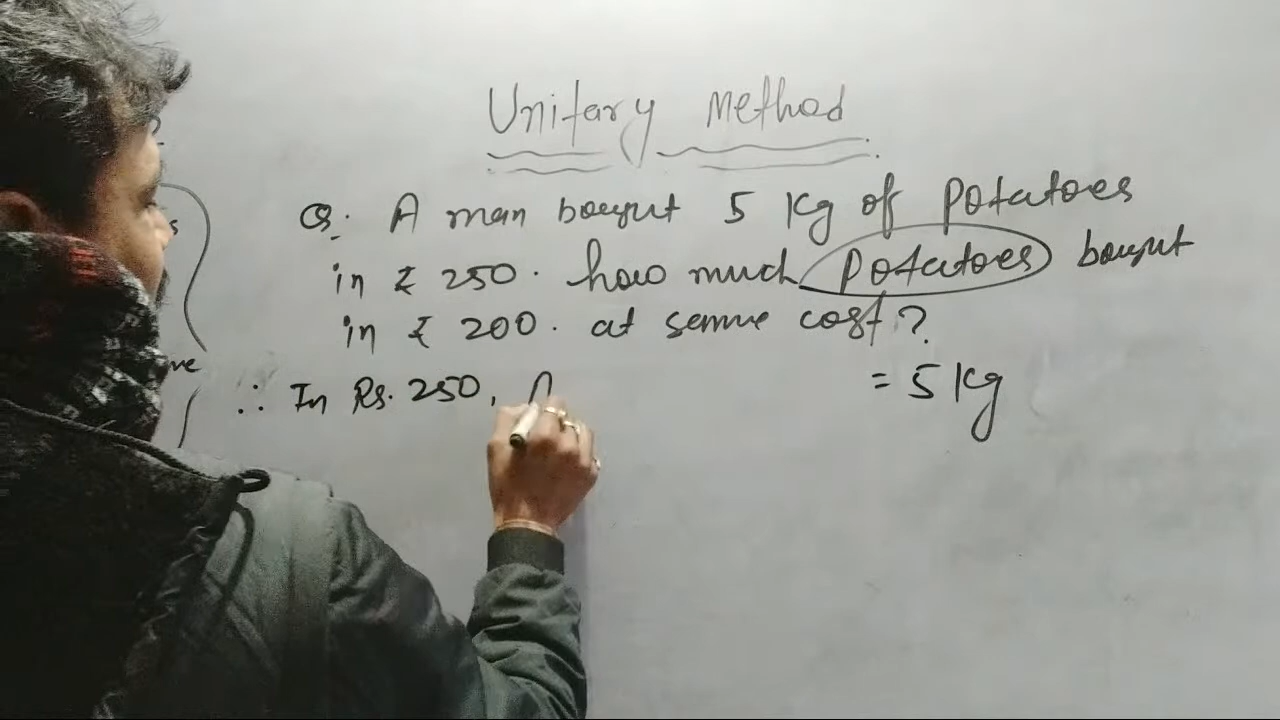 Unitary Method
Q. A man bought 5 Kg of Potatoes
in ₹ 250. how much Potatoes bought
in ₹ 200. at same cost?
∴ In Rs. 250, = 5 Kg